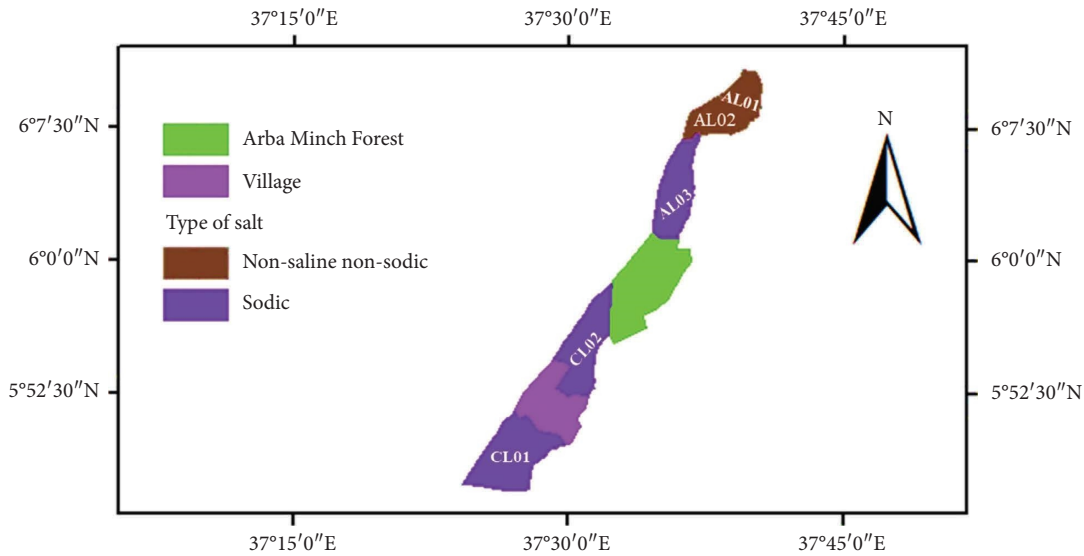 37°15′0″E 37°30′0″E 37°45′0″E
N
AL01
AL02
6°7′30″N 6°7′30″N
Arba Minch Forest
Village
AL03
Type of salt
6°0′0″N 6°0′0″N
Non-saline non-sodic
Sodic
CL02
5°52′30″N 5°52′30″N
CL01
37°15′0″E 37°30′0″E 37°45′0″E